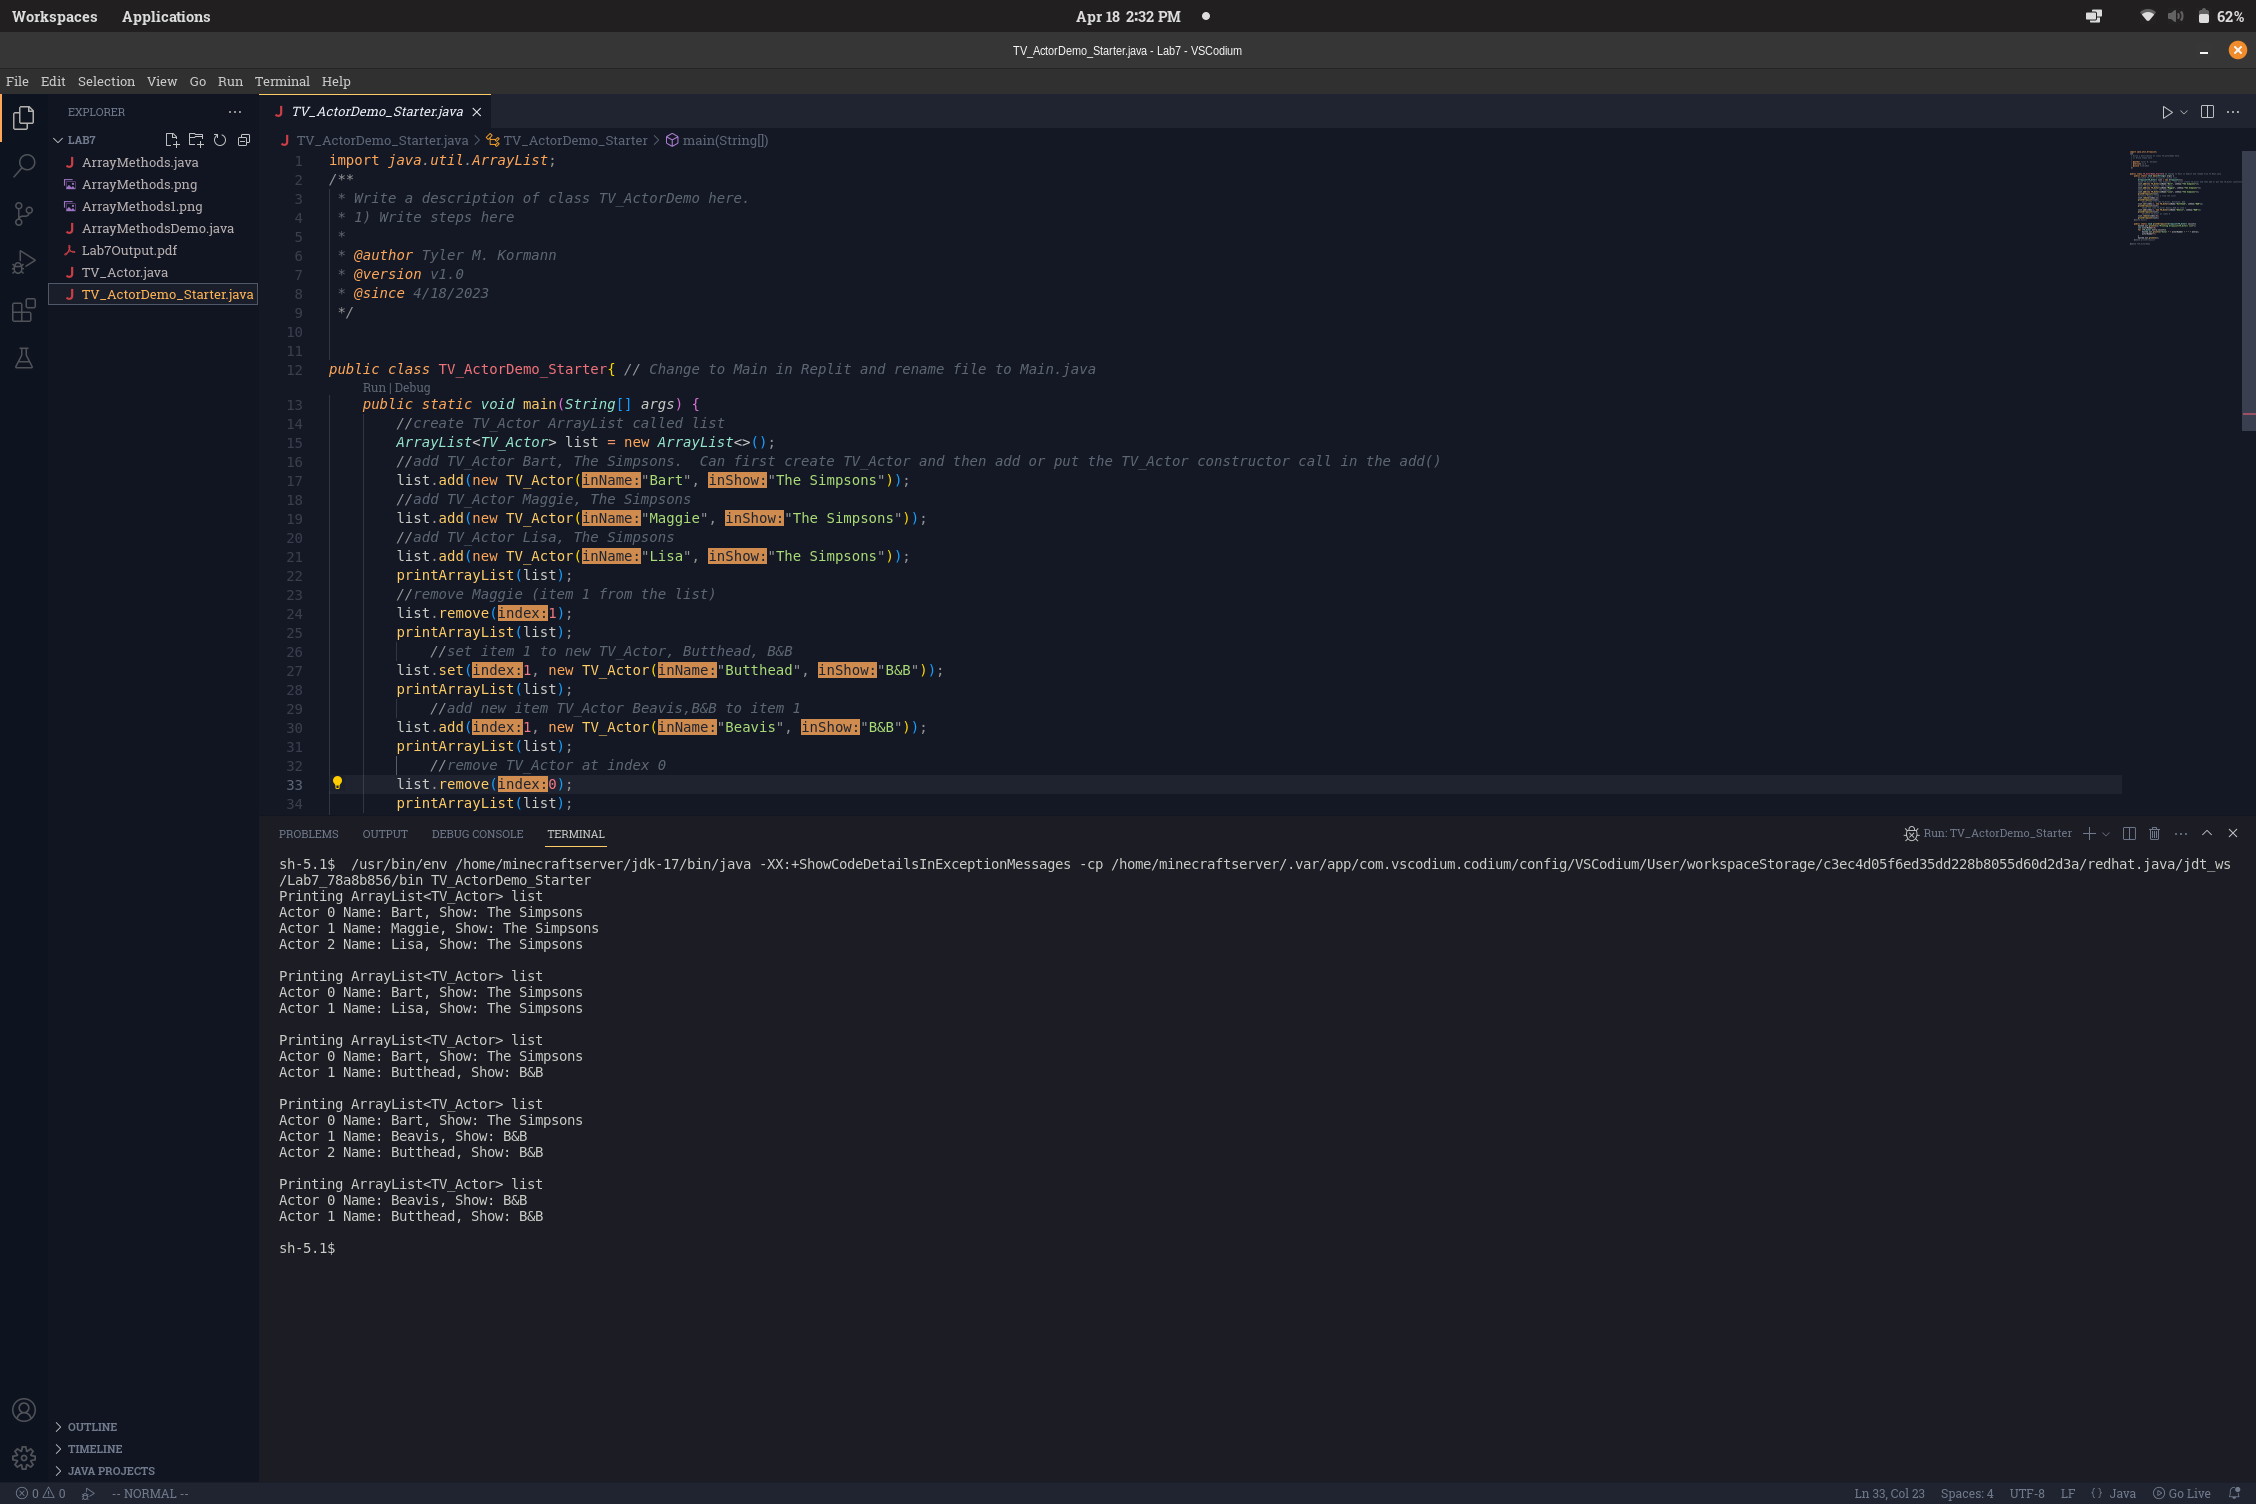 Workspaces Applications Apr 18 2:32 PM 62%
TV_ActorDemo_Starter.java - Lab7 - VSCodium
File Edit Selection View Go Run Terminal Help
EXPLORER
LAB7
ArrayMethods.java
ArrayMethods.png
ArrayMethods1.png
ArrayMethodsDemo.java
Lab7Output.pdf
TV_Actor.java
TV_ActorDemo_Starter.java
OUTLINE
TIMELINE
JAVA PROJECTS
TV_ActorDemo_Starter.java
TV_ActorDemo_Starter.java > TV_ActorDemo_Starter > main(String[])
1 import java.util.ArrayList;
2 /**
3 * Write a description of class TV_ActorDemo here.
4 * 1) Write steps here
5 *
6 * @author Tyler M. Kormann
7 * @version v1.0
8 * @since 4/18/2023
9 */
10
11
12 public class TV_ActorDemo_Starter{ // Change to Main in Replit and rename file to Main.java
Run | Debug
13 public static void main(String[] args) {
14 //create TV_Actor ArrayList called list
15 ArrayList<TV_Actor> list = new ArrayList<>();
16 //add TV_Actor Bart, The Simpsons.  Can first create TV_Actor and then add or put the TV_Actor constructor call in the add()
17 list.add(new TV_Actor(inName:"Bart", inShow:"The Simpsons"));
18 //add TV_Actor Maggie, The Simpsons
19 list.add(new TV_Actor(inName:"Maggie", inShow:"The Simpsons"));
20 //add TV_Actor Lisa, The Simpsons
21 list.add(new TV_Actor(inName:"Lisa", inShow:"The Simpsons"));
22 printArrayList(list);
23 //remove Maggie (item 1 from the list)
24 list.remove(index:1);
25 printArrayList(list);
26 //set item 1 to new TV_Actor, Butthead, B&B
27 list.set(index:1, new TV_Actor(inName:"Butthead", inShow:"B&B"));
28 printArrayList(list);
29 //add new item TV_Actor Beavis,B&B to item 1
30 list.add(index:1, new TV_Actor(inName:"Beavis", inShow:"B&B"));
31 printArrayList(list);
32 //remove TV_Actor at index 0
33 list.remove(index:0);
34 printArrayList(list);
PROBLEMS OUTPUT DEBUG CONSOLE TERMINAL Run: TV_ActorDemo_Starter
sh-5.1$  /usr/bin/env /home/minecraftserver/jdk-17/bin/java -XX:+ShowCodeDetailsInExceptionMessages -cp /home/minecraftserver/.var/app/com.vscodium.codium/config/VSCodium/User/workspaceStorage/c3ec4d05f6ed35dd228b8055d60d2d3a/redhat.java/jdt_ws
/Lab7_78a8b856/bin TV_ActorDemo_Starter
Printing ArrayList<TV_Actor> list
Actor 0 Name: Bart, Show: The Simpsons
Actor 1 Name: Maggie, Show: The Simpsons
Actor 2 Name: Lisa, Show: The Simpsons
Printing ArrayList<TV_Actor> list
Actor 0 Name: Bart, Show: The Simpsons
Actor 1 Name: Lisa, Show: The Simpsons
Printing ArrayList<TV_Actor> list
Actor 0 Name: Bart, Show: The Simpsons
Actor 1 Name: Butthead, Show: B&B
Printing ArrayList<TV_Actor> list
Actor 0 Name: Bart, Show: The Simpsons
Actor 1 Name: Beavis, Show: B&B
Actor 2 Name: Butthead, Show: B&B
Printing ArrayList<TV_Actor> list
Actor 0 Name: Beavis, Show: B&B
Actor 1 Name: Butthead, Show: B&B
sh-5.1$
0 0 -- NORMAL -- Ln 33, Col 23 Spaces: 4 UTF-8 LF {} Java Go Live